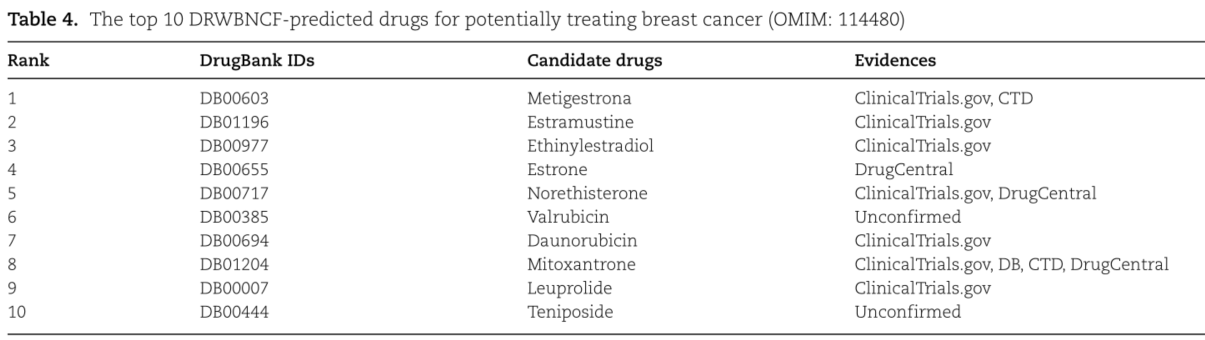 Table 4. The top 10 DRWBNCF-predicted drugs for potentially treating breast cancer (OMIM: 114480)
Rank DrugBank IDs Candidate drugs Evidences
1 DB00603 Metigestrona ClinicalTrials.gov, CTD
2 DB01196 Estramustine ClinicalTrials.gov
3 DB00977 Ethinylestradiol ClinicalTrials.gov
4 DB00655 Estrone DrugCentral
5 DB00717 Norethisterone ClinicalTrials.gov, DrugCentral
6 DB00385 Valrubicin Unconfirmed
7 DB00694 Daunorubicin ClinicalTrials.gov
8 DB01204 Mitoxantrone ClinicalTrials.gov, DB, CTD, DrugCentral
9 DB00007 Leuprolide ClinicalTrials.gov
10 DB00444 Teniposide Unconfirmed